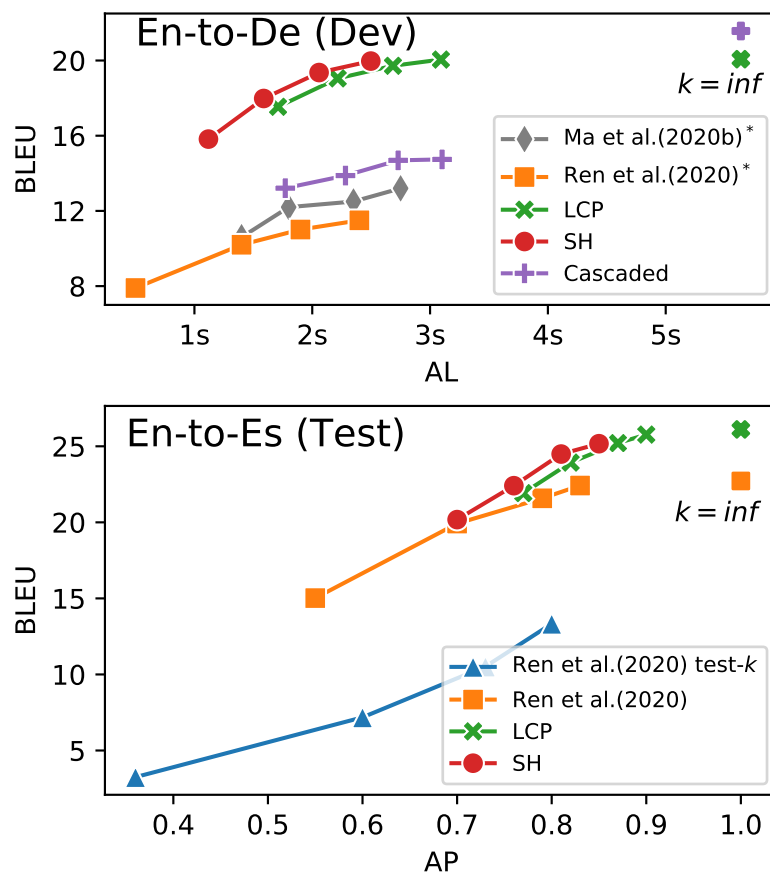 En-to-De (Dev)
20
16
12
8
BLEU
k = inf
Ma et al.(2020b)*
Ren et al.(2020)*
LCP
SH
Cascaded
1s 2s 3s 4s 5s
AL
En-to-Es (Test)
25
20
15
10
5
BLEU
k = inf
Ren et al.(2020) test-k
Ren et al.(2020)
LCP
SH
0.4 0.5 0.6 0.7 0.8 0.9 1.0
AP